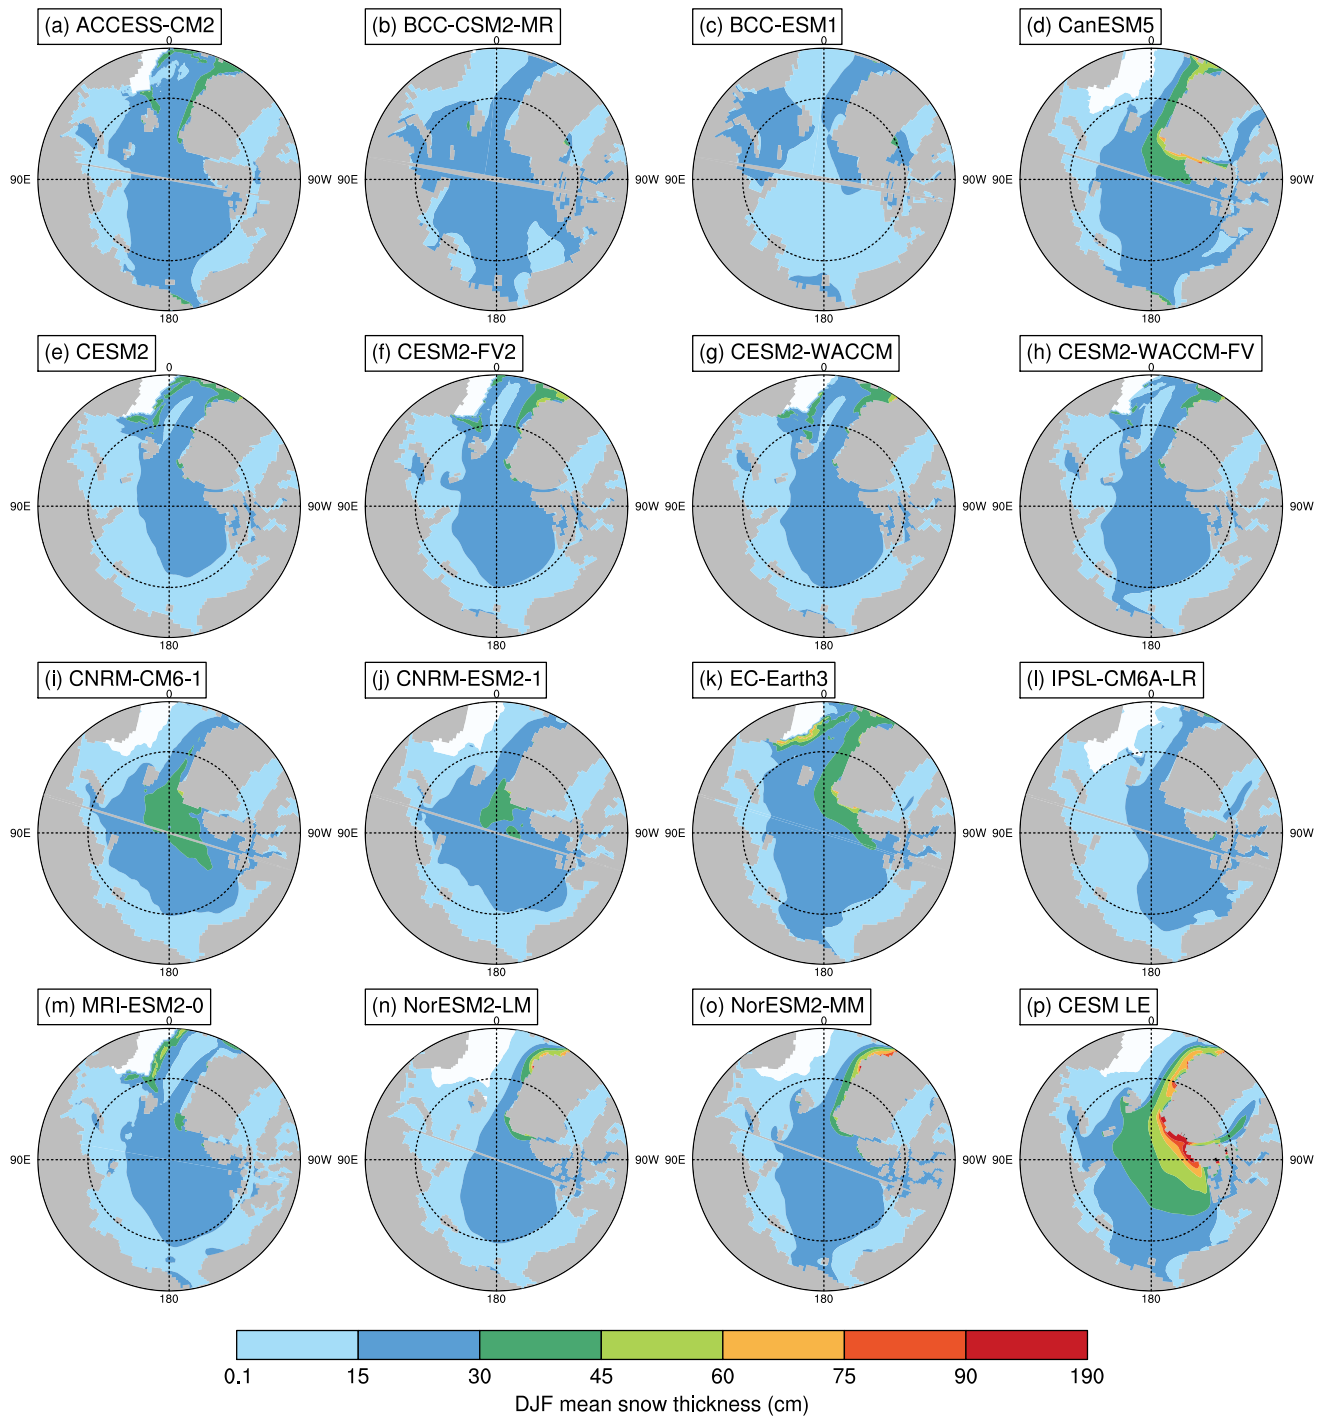 (a) ACCESS-CM2
(b) BCC-CSM2-MR
(c) BCC-ESM1
(d) CanESM5
0
0
0
0
90E
90W
90E
90W
90E
90W
90E
90W
180
180
180
180
(e) CESM2
(f) CESM2-FV2
(g) CESM2-WACCM
(h) CESM2-WACCM-FV
0
0
0
0
90E
90W
90E
90W
90E
90W
90E
90W
180
180
180
180
(i) CNRM-CM6-1
(j) CNRM-ESM2-1
(k) EC-Earth3
(l) IPSL-CM6A-LR
0
0
0
0
90E
90W
90E
90W
90E
90W
90E
90W
180
180
180
180
(m) MRI-ESM2-0
(n) NorESM2-LM
(o) NorESM2-MM
(p) CESM LE
0
0
0
0
90E
90W
90E
90W
90E
90W
90E
90W
180
180
180
180
0.1 15 30 45 60 75 90 190
DJF mean snow thickness (cm)